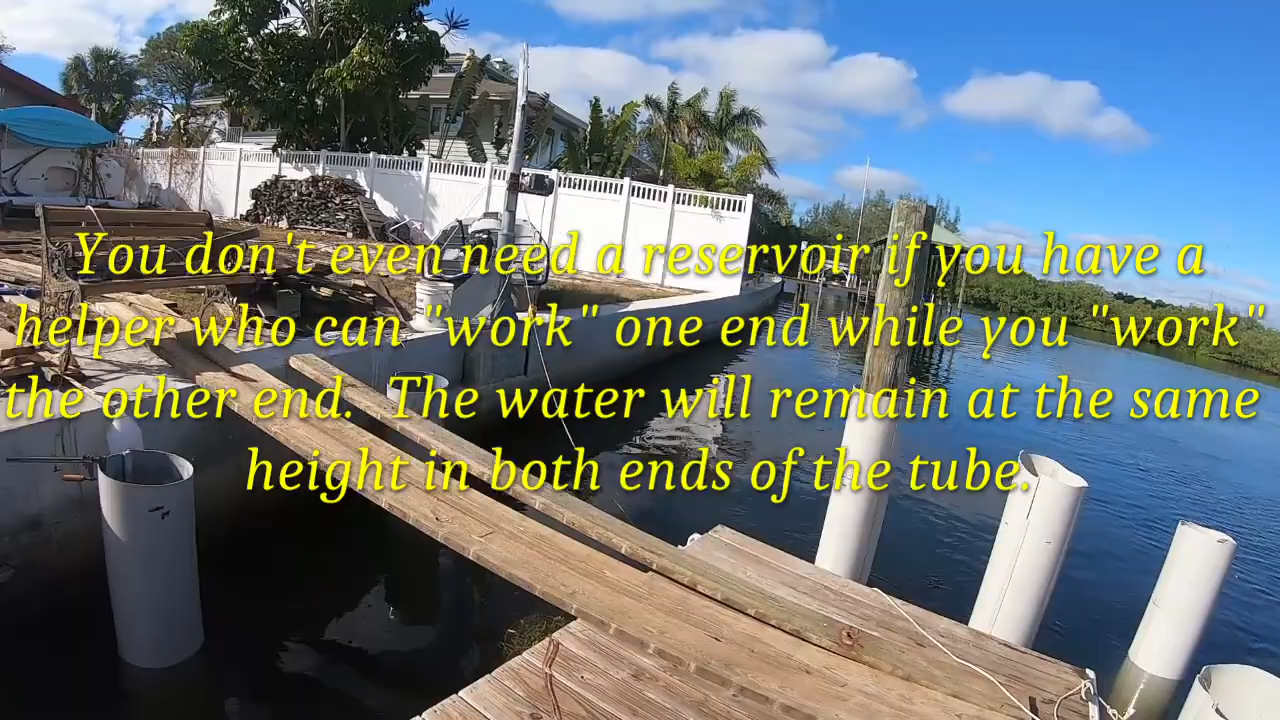 You don't even need a reservoir if you have a
helper who can "work" one end while you "work"
the other end.  The water will remain at the same
height in both ends of the tube.